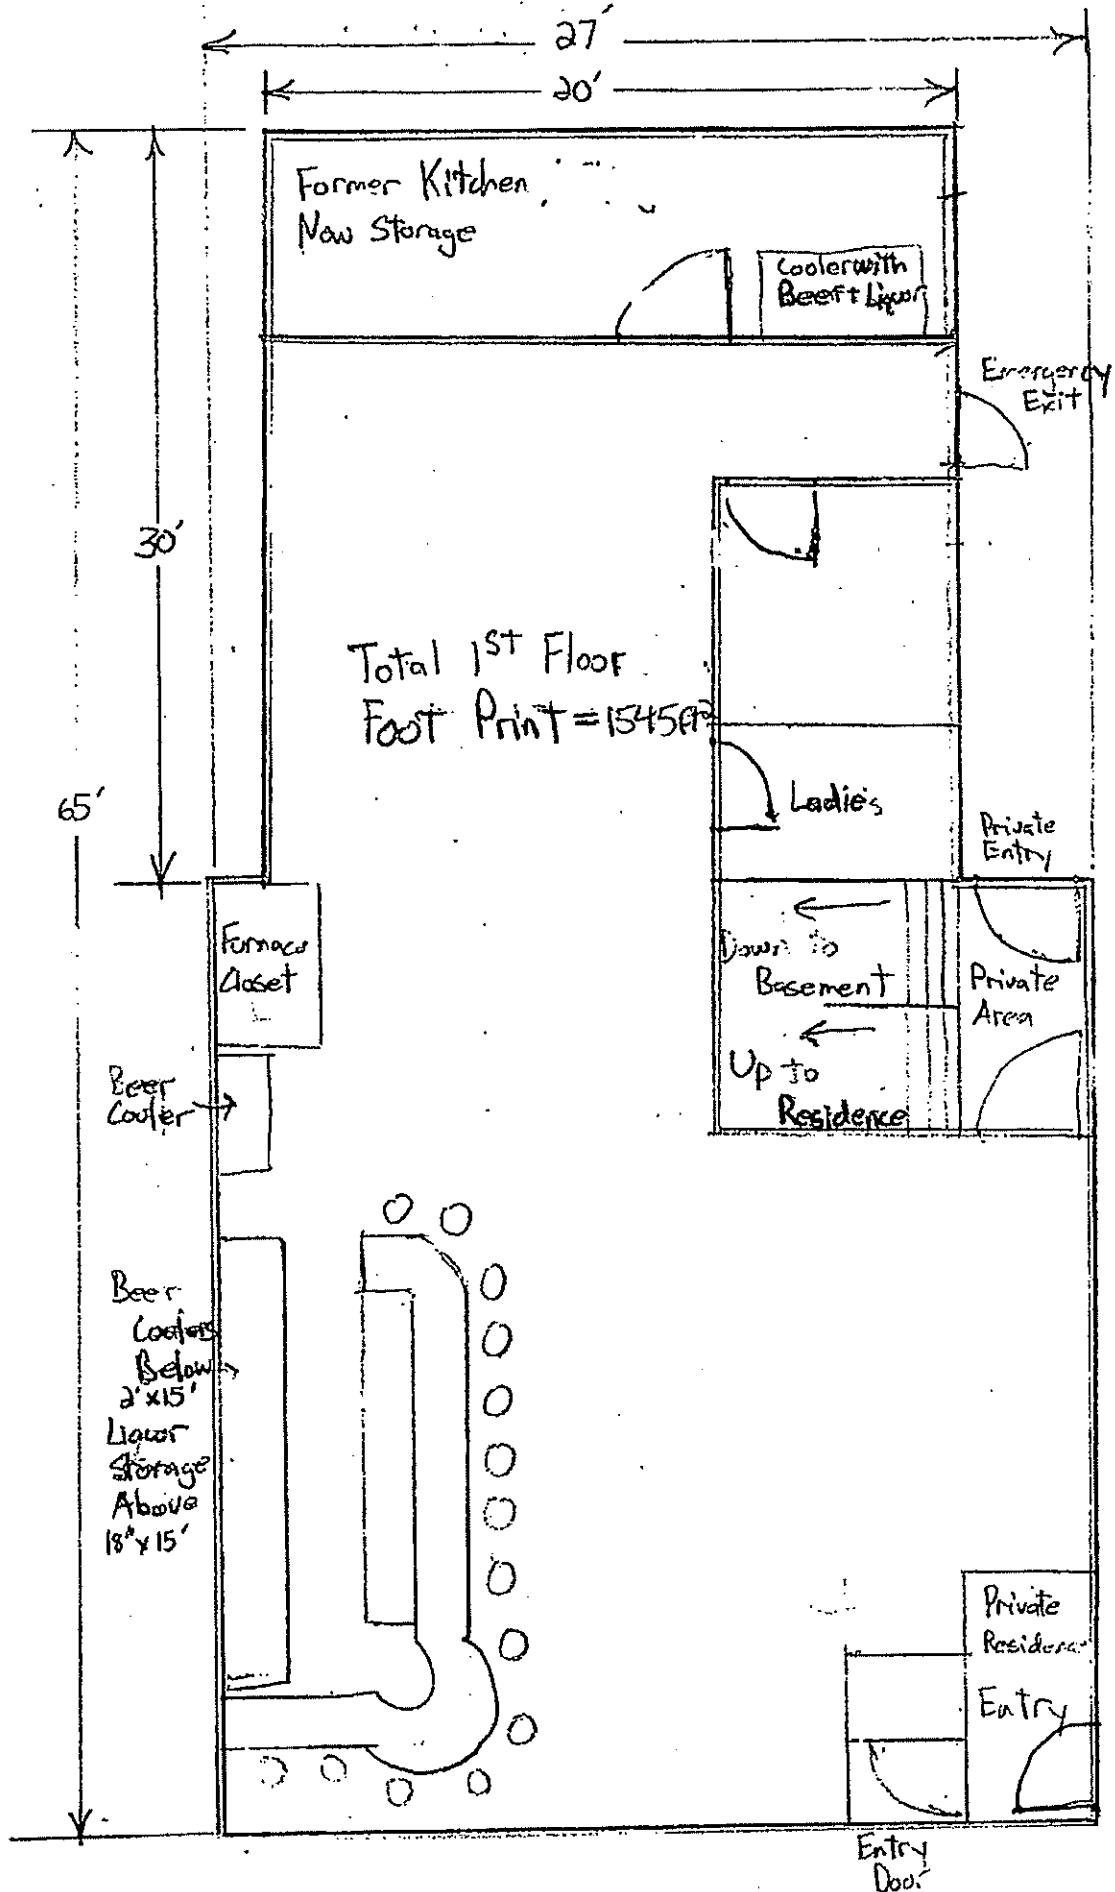 27'
20'
Former Kitchen
Now Storage
Cooler with
Beer + Liquor
Emergency
Exit
30'
Total 1st Floor
Foot Print = 1545 ft²
65'
Ladies
Private
Entry
Furnace
Closet
Down to
Basement
Private
Area
Up to
Residence
Beer
Cooler
Beer
Coolers
Below
2'x15'
Liquor
Storage
Above
18"x15'
Private
Residence
Entry
Entry
Door